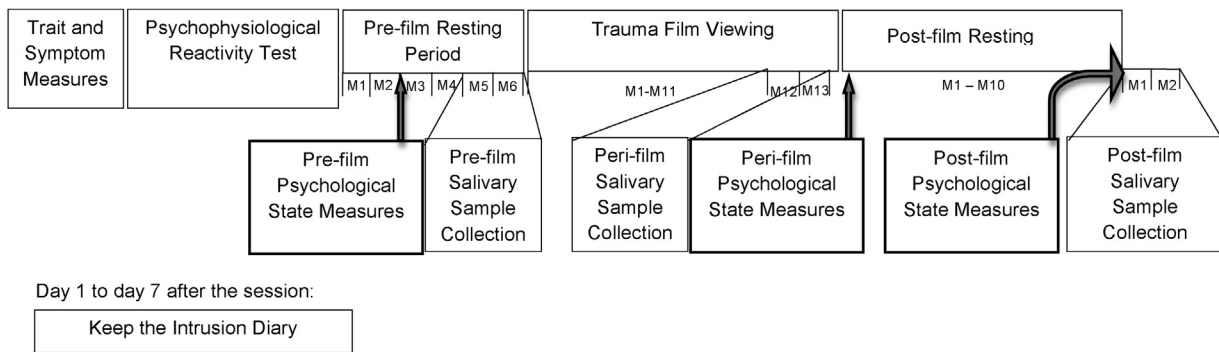 Trait and
Symptom
Measures
Psychophysiological
Reactivity Test
Pre-film Resting
Period
Trauma Film Viewing
Post-film Resting
M1 M2 M3 M4 M5 M6
M1-M11
M12 M13
M1 – M10
M1 M2
Pre-film
Psychological
State Measures
Pre-film
Salivary
Sample
Collection
Peri-film
Salivary
Sample
Collection
Peri-film
Psychological
State Measures
Post-film
Psychological
State Measures
Post-film
Salivary
Sample
Collection
Day 1 to day 7 after the session:
Keep the Intrusion Diary